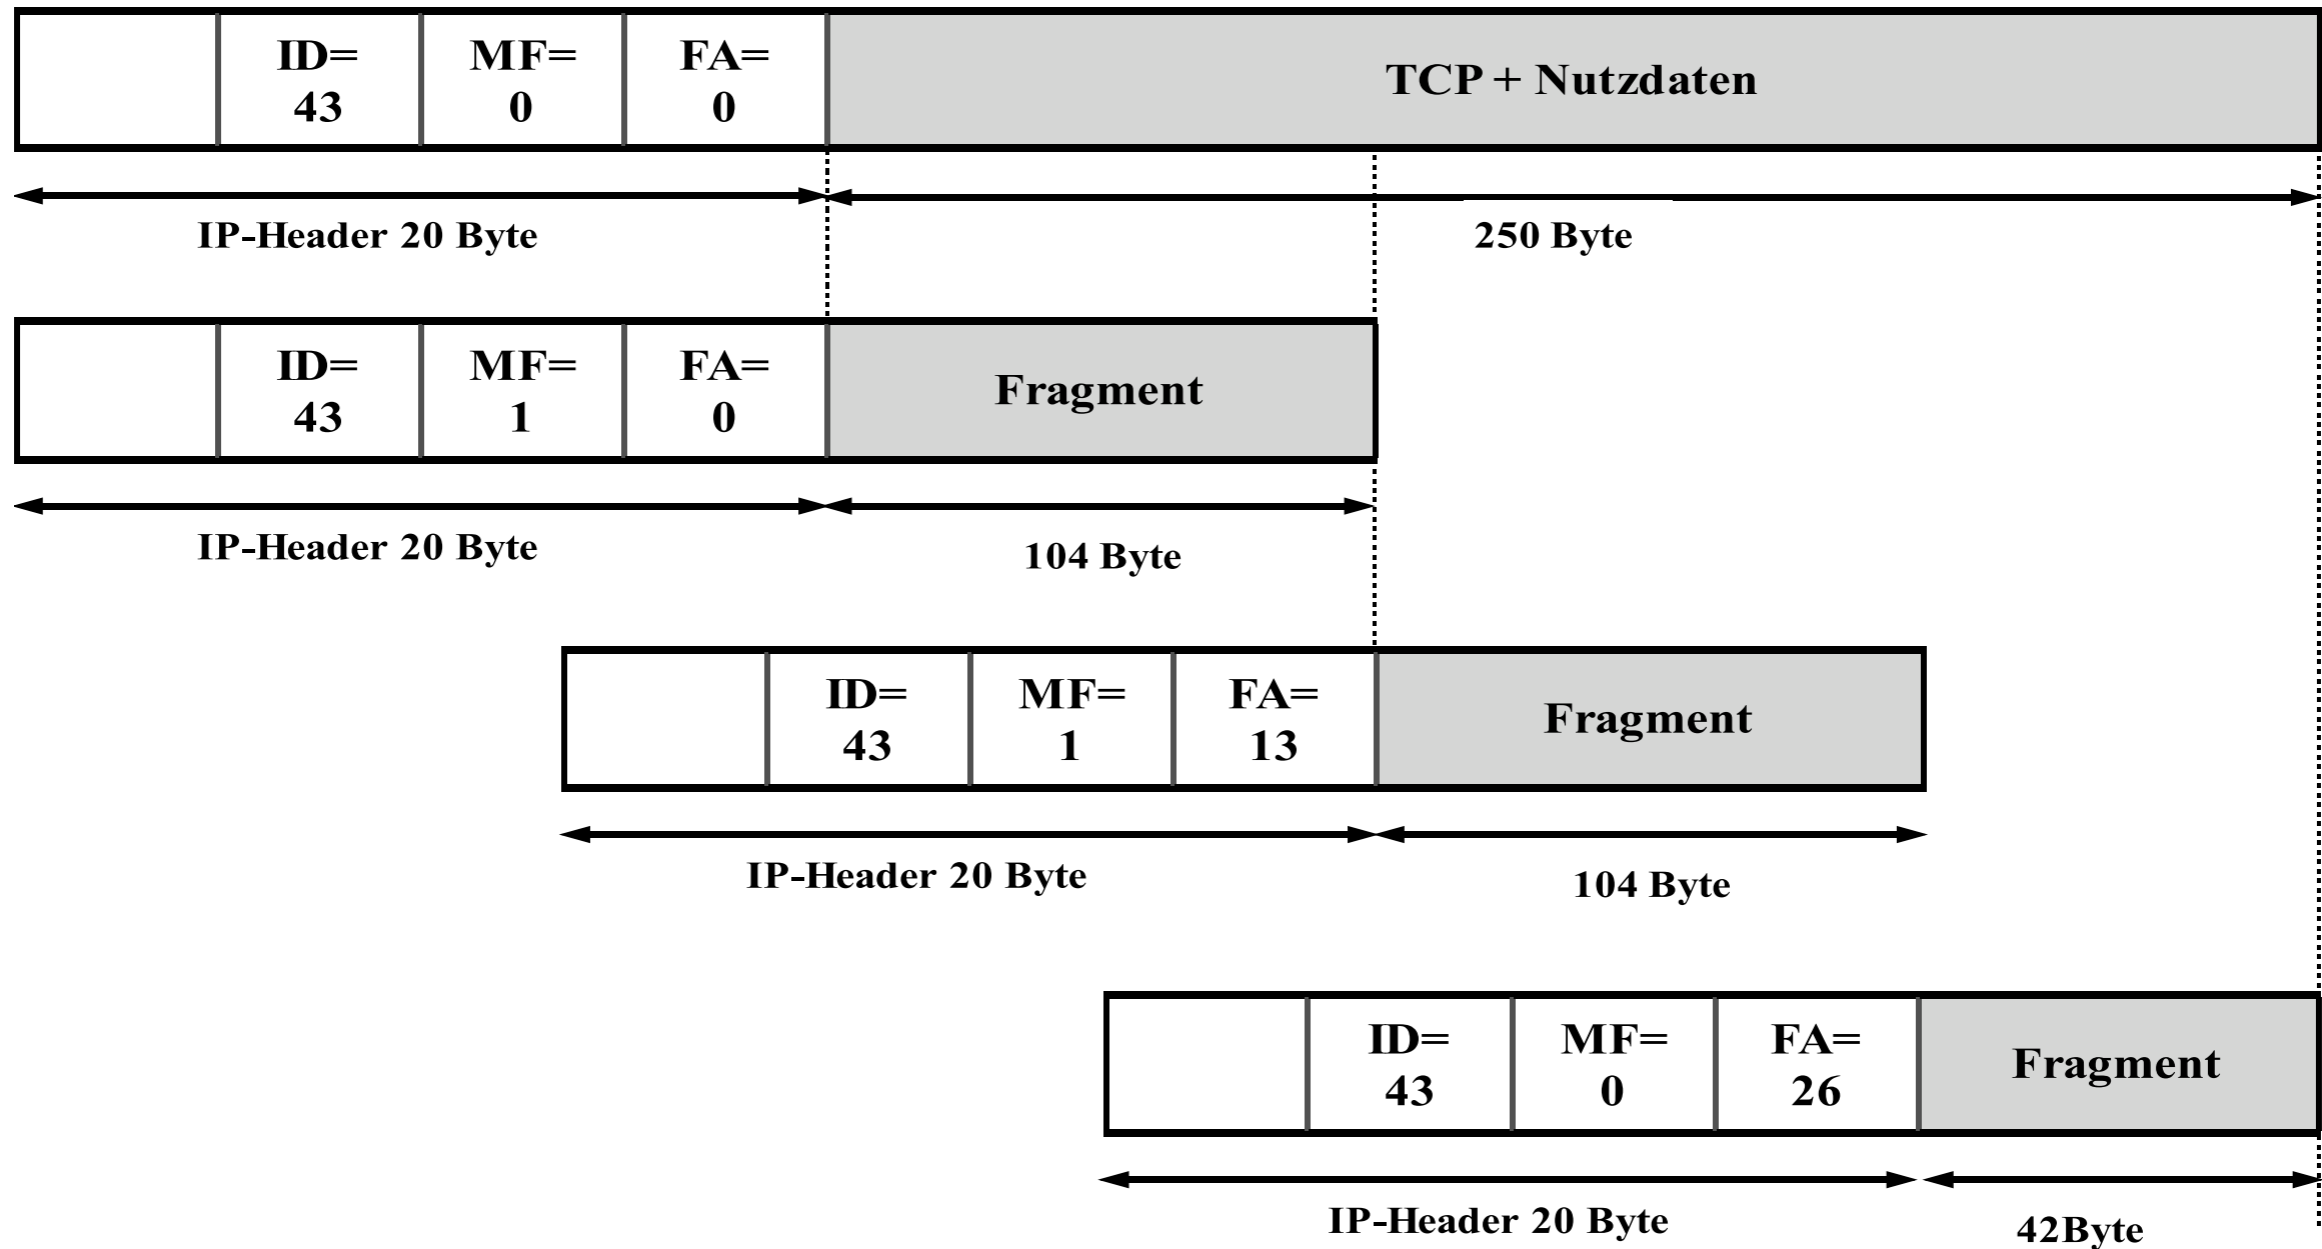 ID= MF= FA= TCP + Nutzdaten
43 0 0
IP-Header 20 Byte 250 Byte
ID= MF= FA= Fragment
43 1 0
IP-Header 20 Byte 104 Byte
ID= MF= FA= Fragment
43 1 13
IP-Header 20 Byte 104 Byte
ID= MF= FA= Fragment
43 0 26
IP-Header 20 Byte 42Byte